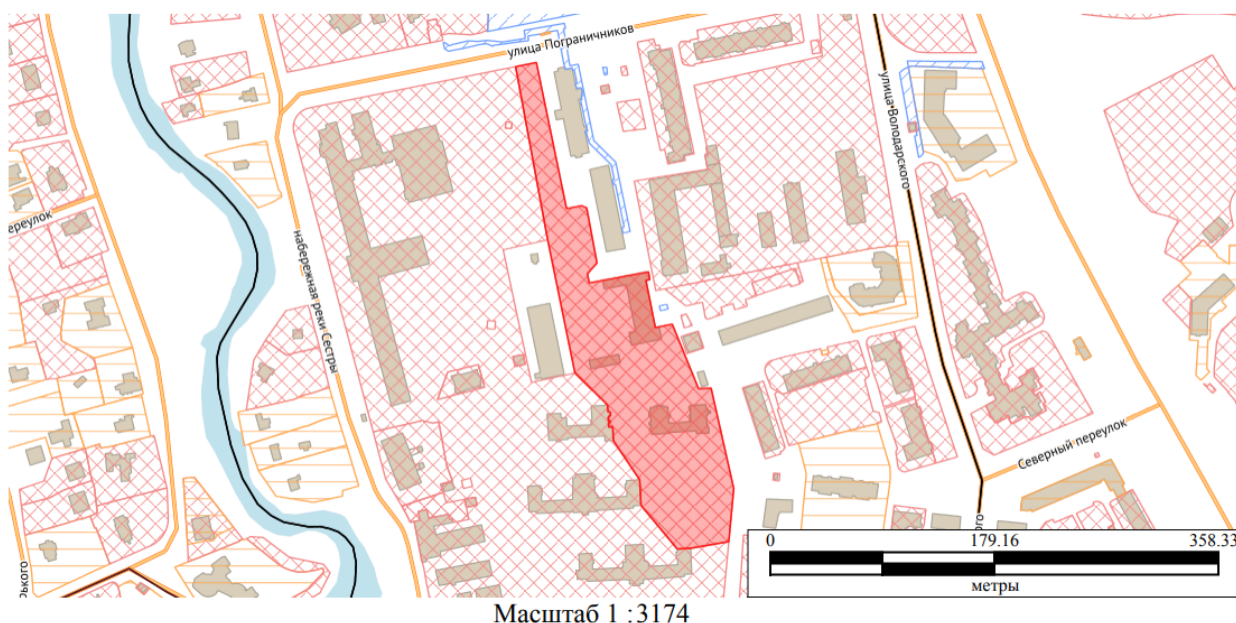 улица Пограничников
улица Володарского
ереулок
набережная реки Сестры
Северный переулок
ого
0 179.16 358.33
метры
рького
Масштаб 1 :3174